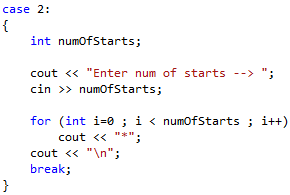 case 2:
{
    int numOfStarts;

    cout << "Enter num of starts --> ";
    cin >> numOfStarts;

    for (int i=0 ; i < numOfStarts ; i++)
        cout << "*";
    cout << "\n";
    break;
}